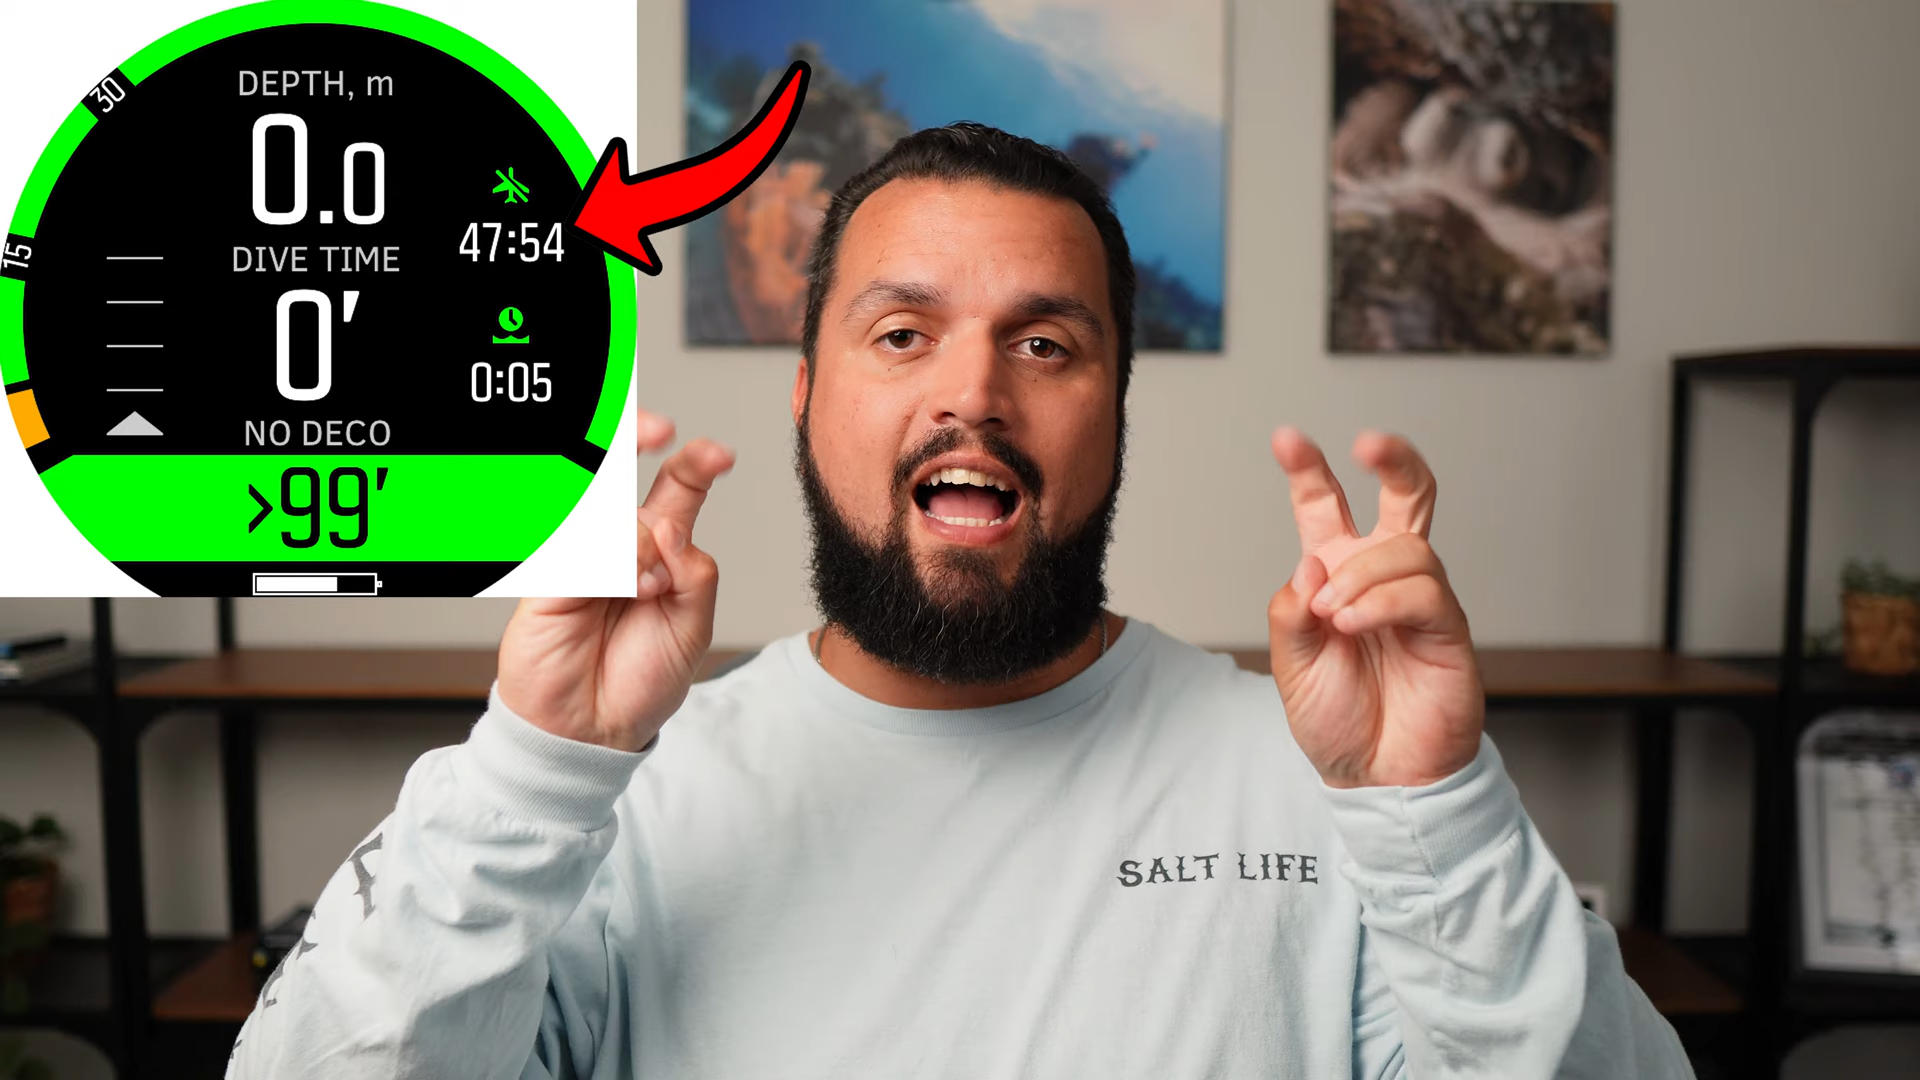 30
15
DEPTH, m
0.0
DIVE TIME
0′
NO DECO
>99′
47:54
0:05
SALT LIFE